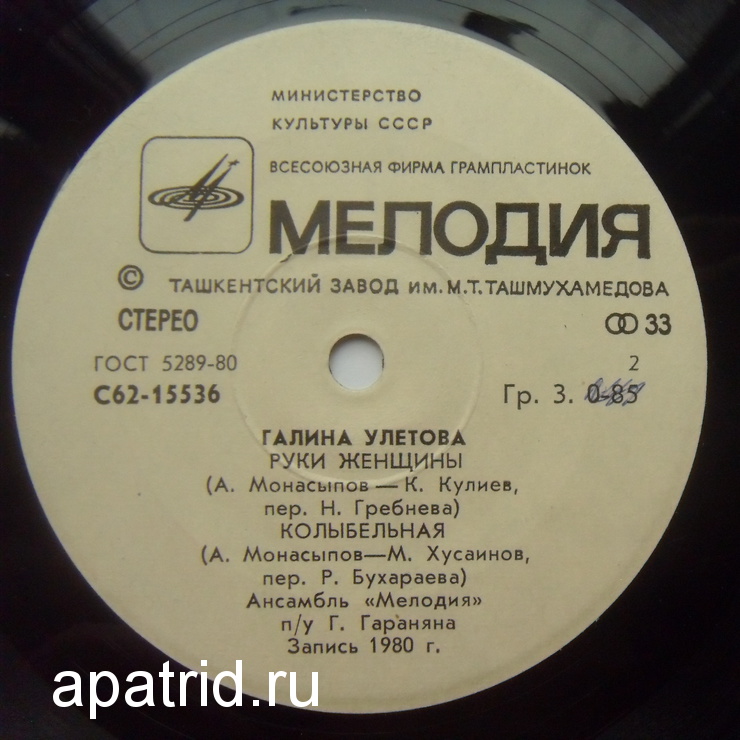 МИНИСТЕРСТВО
КУЛЬТУРЫ СССР
ВСЕСОЮЗНАЯ ФИРМА ГРАМПЛАСТИНОК
МЕЛОДИЯ
© ТАШКЕНТСКИЙ ЗАВОД ИМ. М.Т. ТАШМУХАМЕДОВА
СТЕРЕО 33
ГОСТ 5289-80 2
С62-15536 Гр. 3. 0-85
ГАЛИНА УЛЕТОВА
РУКИ ЖЕНЩИНЫ
(А. Монасыпов — К. Кулиев,
пер. Н. Гребнева)
КОЛЫБЕЛЬНАЯ
(А. Монасыпов—М. Хусаинов,
пер. Р. Бухараева)
Ансамбль «Мелодия»
п/у Г. Гараняна
Запись 1980 г.
apatrid.ru